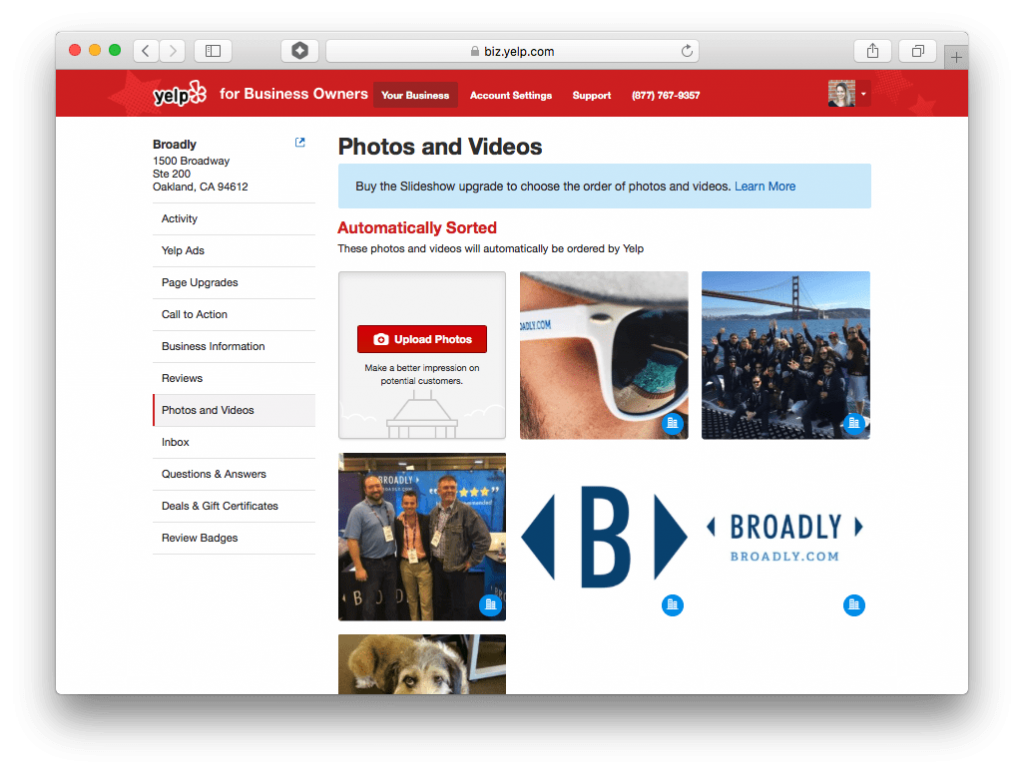 biz.yelp.com
yelp for Business Owners Your Business Account Settings Support (877) 767-9357
Broadly
1500 Broadway
Ste 200
Oakland, CA 94612
Activity
Yelp Ads
Page Upgrades
Call to Action
Business Information
Reviews
Photos and Videos
Inbox
Questions & Answers
Deals & Gift Certificates
Review Badges
Photos and Videos
Buy the Slideshow upgrade to choose the order of photos and videos. Learn More
Automatically Sorted
These photos and videos will automatically be ordered by Yelp
Upload Photos
Make a better impression on
potential customers.
BROADLY
B
BROADLY
BROADLY.COM